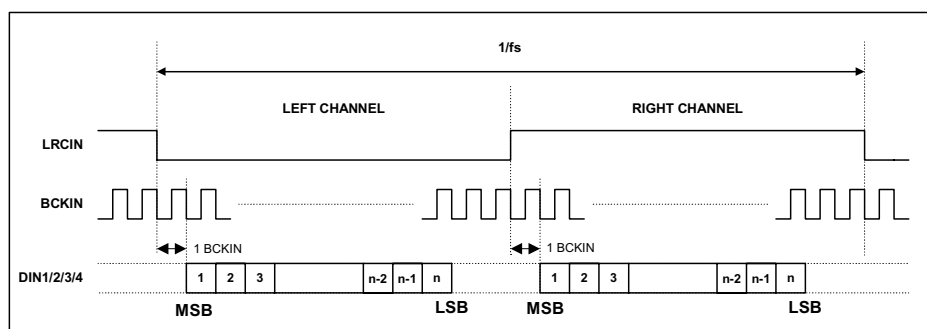 1/fs
LEFT CHANNEL RIGHT CHANNEL
LRCIN
BCKIN
1 BCKIN 1 BCKIN
DIN1/2/3/4 1 2 3 n-2 n-1 n 1 2 3 n-2 n-1 n
MSB LSB MSB LSB